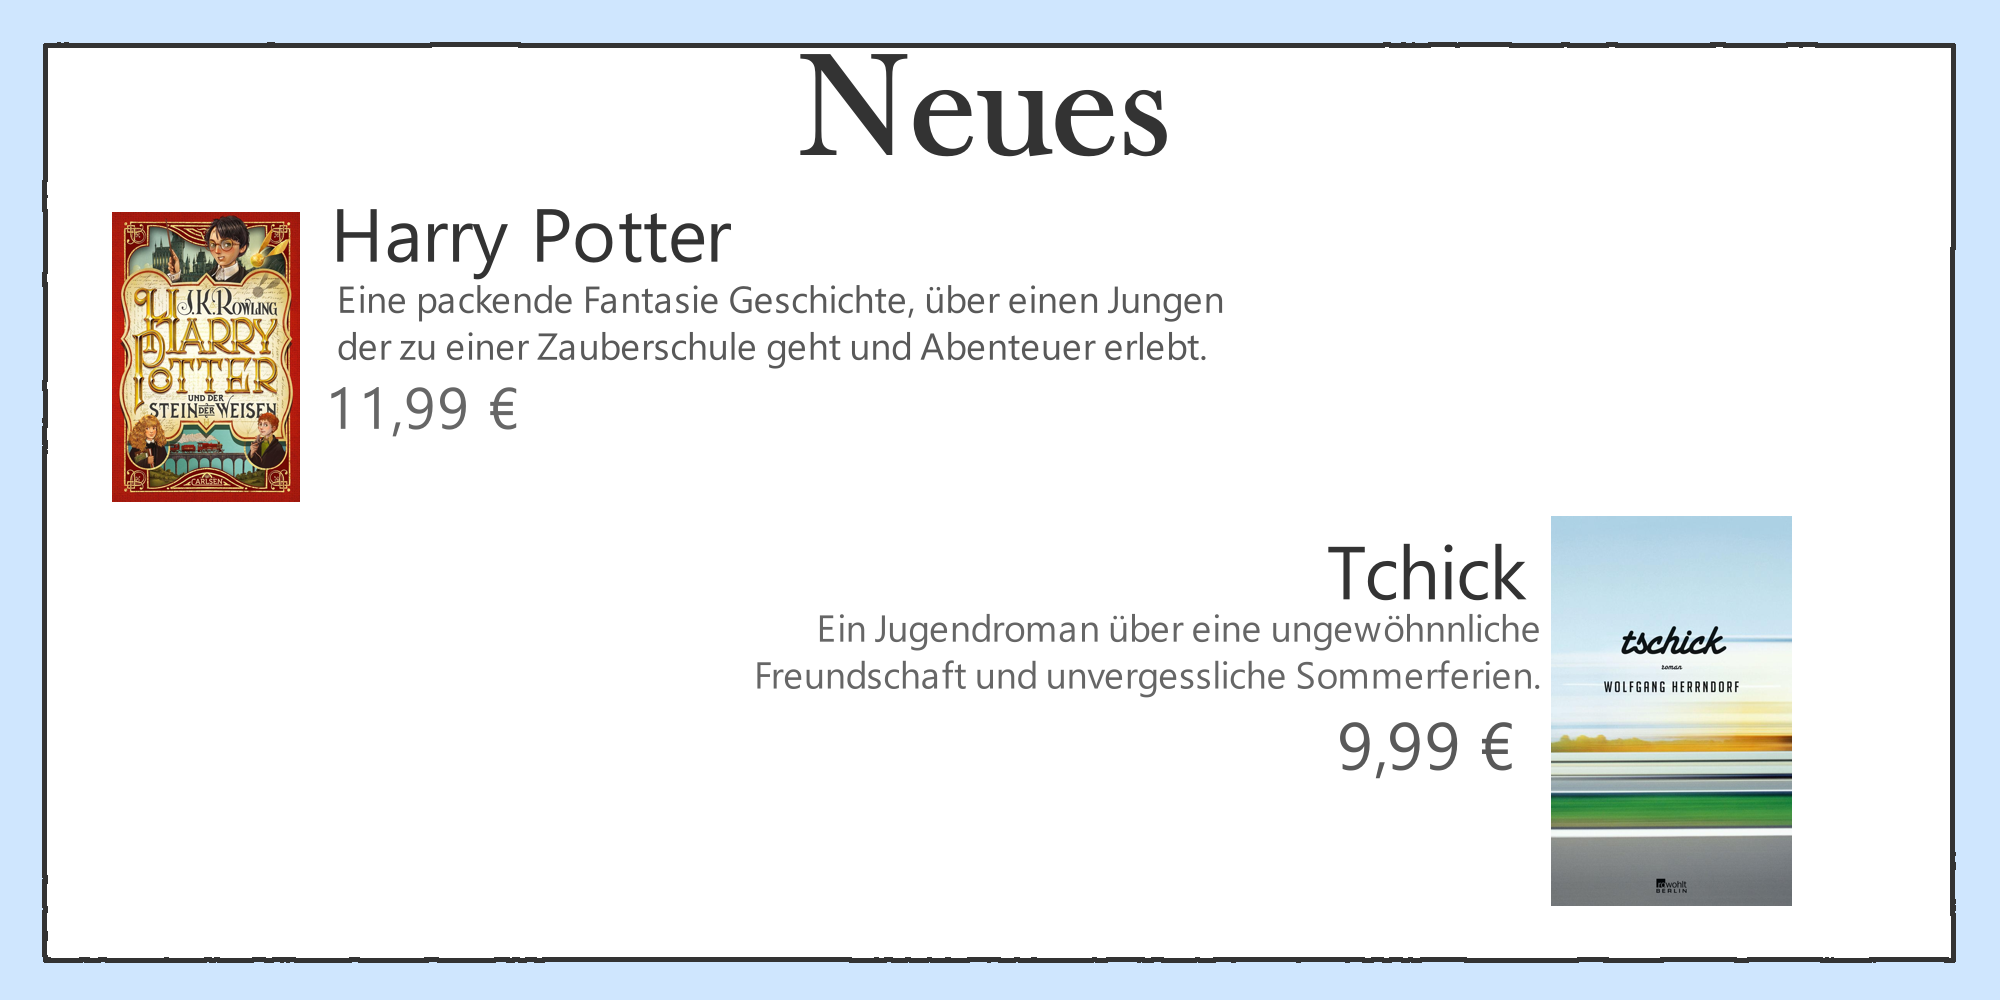 Neues
Harry Potter
Eine packende Fantasie Geschichte, über einen Jungen
der zu einer Zauberschule geht und Abenteuer erlebt.
11,99 €
J.K. ROWLING
HARRY
POTTER
UND DER
STEIN DER WEISEN
CARLSEN
Tchick
Ein Jugendroman über eine ungewöhnnliche
Freundschaft und unvergessliche Sommerferien.
9,99 €
tschick
roman
WOLFGANG HERRNDORF
rowohlt
BERLIN